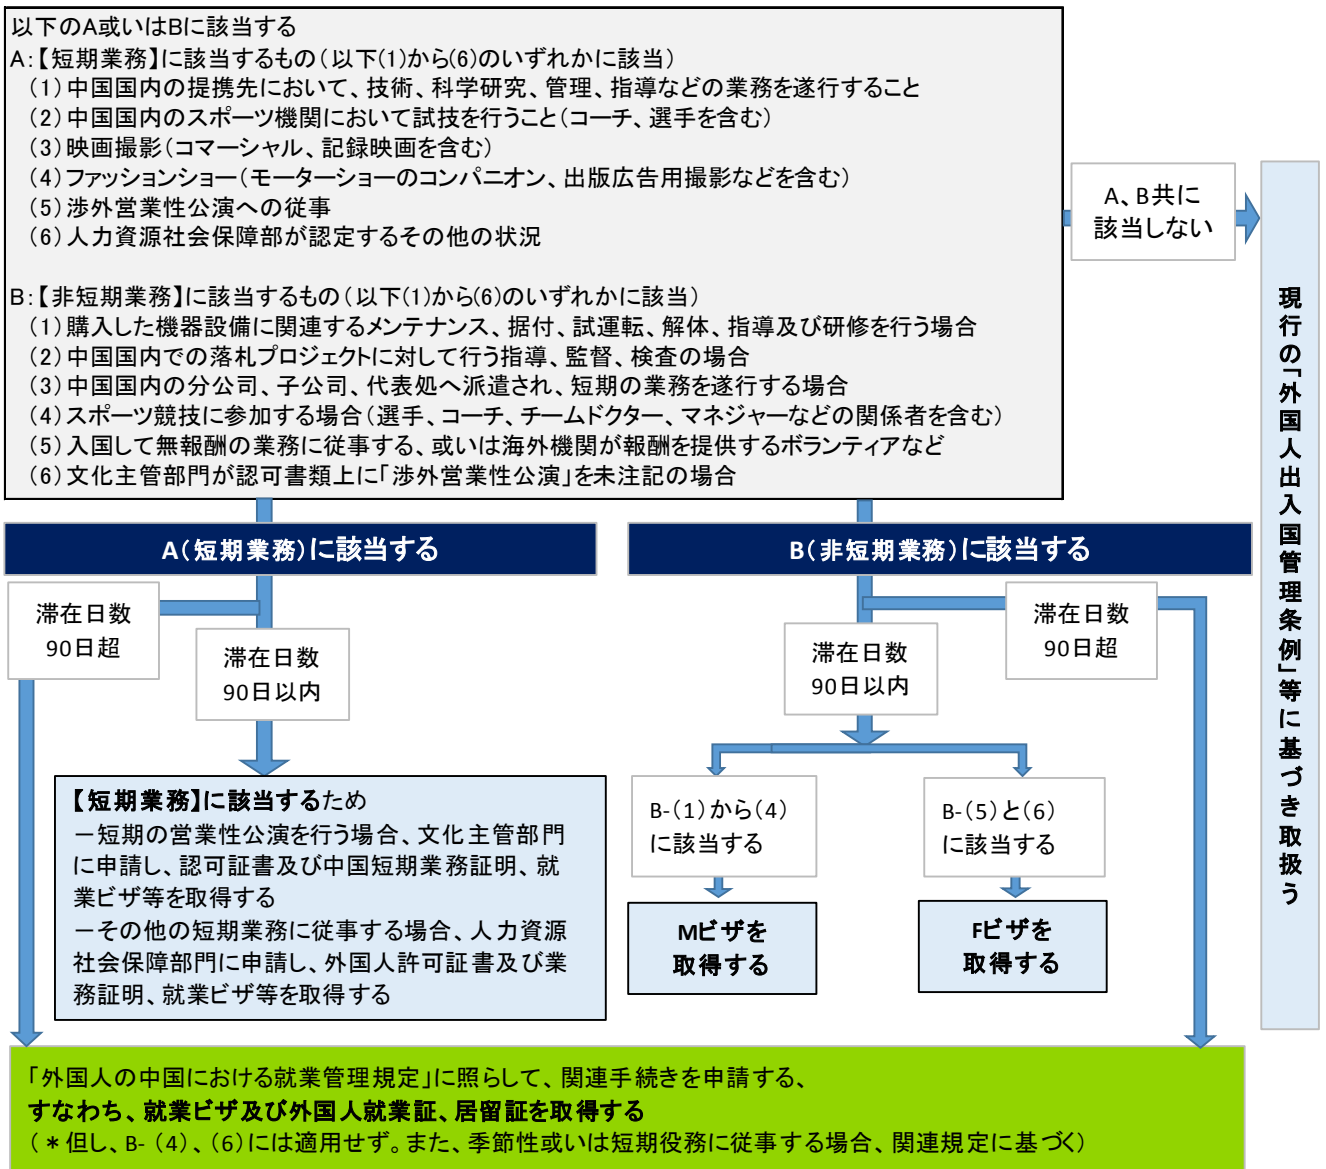 以下のA或いはBに該当する
A:【短期業務】に該当するもの(以下(1)から(6)のいずれかに該当)
(1)中国国内の提携先において、技術、科学研究、管理、指導などの業務を遂行すること
(2)中国国内のスポーツ機関において試技を行うこと(コーチ、選手を含む)
(3)映画撮影(コマーシャル、記録映画を含む)
(4)ファッションショー(モーターショーのコンパニオン、出版広告用撮影などを含む)
(5)渉外営業性公演への従事
(6)人力資源社会保障部が認定するその他の状況
B:【非短期業務】に該当するもの(以下(1)から(6)のいずれかに該当)
(1)購入した機器設備に関連するメンテナンス、据付、試運転、解体、指導及び研修を行う場合
(2)中国国内での落札プロジェクトに対して行う指導、監督、検査の場合
(3)中国国内の分公司、子公司、代表処へ派遣され、短期の業務を遂行する場合
(4)スポーツ競技に参加する場合(選手、コーチ、チームドクター、マネジャーなどの関係者を含む)
(5)入国して無報酬の業務に従事する、或いは海外機関が報酬を提供するボランティアなど
(6)文化主管部門が認可書類上に「渉外営業性公演」を未注記の場合
A、B共に
該当しない
現行の「外国人出入国管理条例」等に基づき取扱う
A(短期業務)に該当する
B(非短期業務)に該当する
滞在日数
90日超
滞在日数
90日以内
滞在日数
90日以内
滞在日数
90日超
【短期業務】に該当するため
-短期の営業性公演を行う場合、文化主管部門
に申請し、認可証書及び中国短期業務証明、就
業ビザ等を取得する
-その他の短期業務に従事する場合、人力資源
社会保障部門に申請し、外国人許可証書及び業
務証明、就業ビザ等を取得する
B-(1)から(4)
に該当する
B-(5)と(6)
に該当する
Mビザを
取得する
Fビザを
取得する
「外国人の中国における就業管理規定」に照らして、関連手続きを申請する、
すなわち、就業ビザ及び外国人就業証、居留証を取得する
(*但し、B- (4)、(6)には適用せず。また、季節性或いは短期役務に従事する場合、関連規定に基づく)